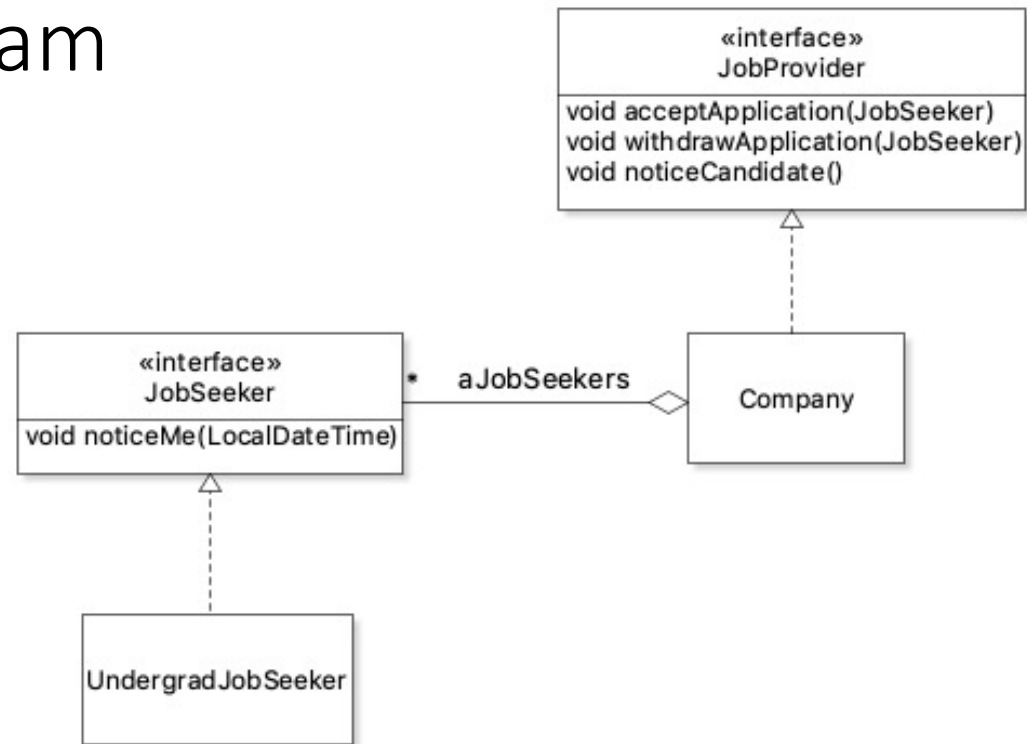 am
«interface»
JobProvider
void acceptApplication(JobSeeker)
void withdrawApplication(JobSeeker)
void noticeCandidate()
«interface»
JobSeeker
void noticeMe(LocalDateTime)
* aJobSeekers
Company
UndergradJobSeeker